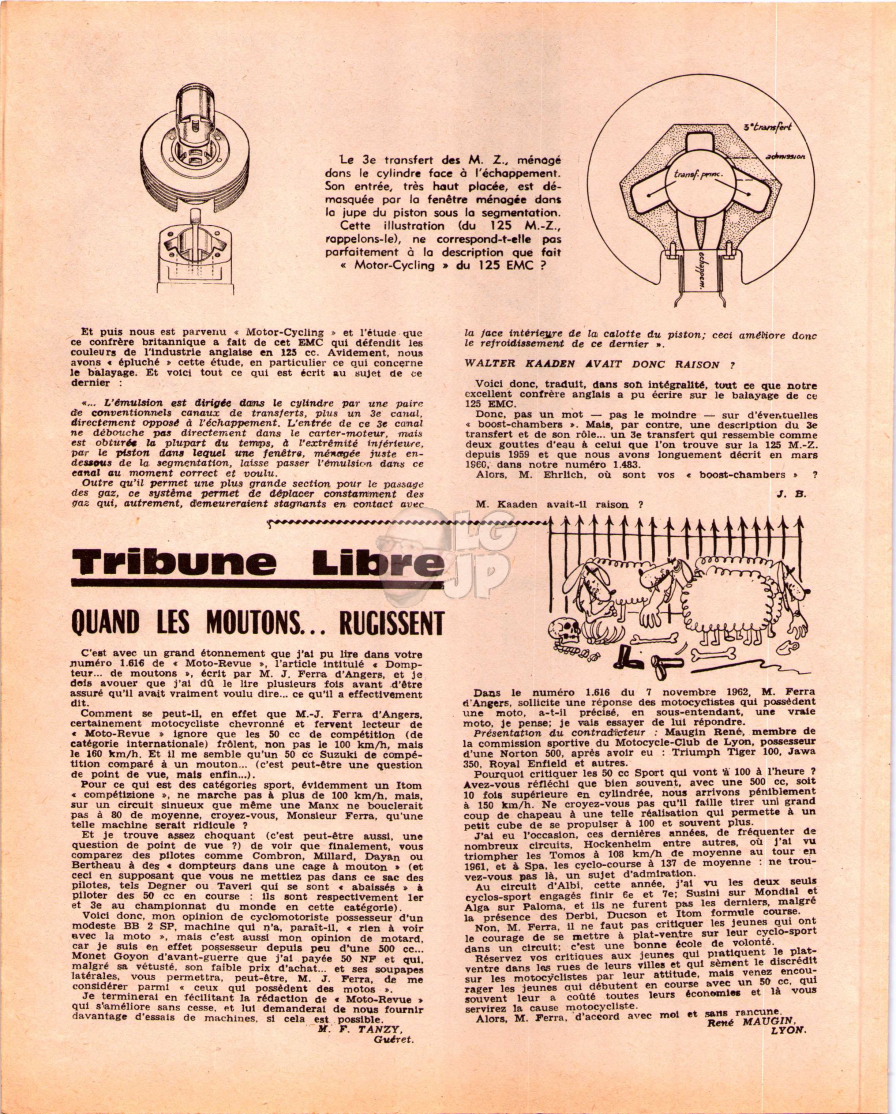 Le 3e transfert des M. Z., ménagé
dans le cylindre face à l'échappement.
Son entrée, très haut placée, est dé-
masquée par la fenêtre ménagée dans
la jupe du piston sous la segmentation.
Cette illustration (du 125 M.-Z.,
rappelons-le), ne correspond-t-elle pas
parfaitement à la description que fait
« Motor-Cycling » du 125 EMC ?
3e transfert
admission
transf. princ.
échappem.
Et puis nous est parvenu « Motor-Cycling » et l'étude que
ce confrère britannique a fait de cet EMC qui défendit les
couleurs de l'industrie anglaise en 125 cc. Avidement, nous
avons « épluché » cette étude, en particulier ce qui concerne
le balayage. Et voici tout ce qui est écrit au sujet de ce
dernier :
«... L'émulsion est dirigée dans le cylindre par une paire
de conventionnels canaux de transferts, plus un 3e canal,
directement opposé à l'échappement. L'entrée de ce 3e canal
ne débouche pas directement dans le carter-moteur, mais
est obturée la plupart du temps, à l'extrémité inférieure,
par le piston dans lequel une fenêtre, ménagée juste en-
dessous de la segmentation, laisse passer l'émulsion dans ce
canal au moment correct et voulu.
Outre qu'il permet une plus grande section pour le passage
des gaz, ce système permet de déplacer constamment des
gaz qui, autrement, demeureraient stagnants en contact avec
la face intérieure de la calotte du piston; ceci améliore donc
le refroidissement de ce dernier ».
WALTER KAADEN AVAIT DONC RAISON ?
Voici donc, traduit, dans son intégralité, tout ce que notre
excellent confrère anglais a pu écrire sur le balayage de ce
125 EMC.
Donc, pas un mot — pas le moindre — sur d'éventuelles
« boost-chambers ». Mais, par contre, une description du 3e
transfert et de son rôle... un 3e transfert qui ressemble comme
deux gouttes d'eau à celui que l'on trouve sur la 125 M.-Z.
depuis 1959 et que nous avons longuement décrit en mars
1960, dans notre numéro 1.483.
Alors, M. Ehrlich, où sont vos « boost-chambers » ?
J. B.
M. Kaaden avait-il raison ?
LG
JP
Tribune Libre
QUAND LES MOUTONS... RUGISSENT
C'est avec un grand étonnement que j'ai pu lire dans votre
numéro 1.616 de « Moto-Revue », l'article intitulé « Domp-
teur... de moutons », écrit par M. J. Ferra d'Angers, et je
dois avouer que j'ai dû le lire plusieurs fois avant d'être
assuré qu'il avait vraiment voulu dire... ce qu'il a effectivement
dit.
Comment se peut-il, en effet que M.-J. Ferra d'Angers,
certainement motocycliste chevronné et fervent lecteur de
« Moto-Revue » ignore que les 50 cc de compétition (de
catégorie internationale) frôlent, non pas le 100 km/h, mais
le 160 km/h. Et il me semble qu'un 50 cc Suzuki de compé-
tition comparé à un mouton... (c'est peut-être une question
de point de vue, mais enfin...).
Pour ce qui est des catégories sport, évidemment un Itom
« compétizione », ne marche pas à plus de 100 km/h, mais,
sur un circuit sinueux que même une Manx ne bouclerait
pas à 80 de moyenne, croyez-vous, Monsieur Ferra, qu'une
telle machine serait ridicule ?
Et je trouve assez choquant (c'est peut-être aussi, une
question de point de vue ?) de voir que finalement, vous
comparez des pilotes comme Combron, Millard, Dayan ou
Bertheau à des « dompteurs dans une cage à mouton » (et
ceci en supposant que vous ne mettiez pas dans ce sac des
pilotes, tels Degner ou Taveri qui se sont « abaissés » à
piloter des 50 cc en course : ils sont respectivement 1er
et 3e au championnat du monde en cette catégorie).
Voici donc, mon opinion de cyclomotoriste possesseur d'un
modeste BB 2 SP, machine qui n'a, paraît-il, « rien à voir
avec la moto », mais c'est aussi mon opinion de motard,
car je suis en effet possesseur depuis peu d'une 500 cc...
Monet Goyon d'avant-guerre que j'ai payée 50 NF et qui,
malgré sa vétusté, son faible prix d'achat... et ses soupapes
latérales, vous permettra, peut-être, M. J. Ferra, de me
considérer parmi « ceux qui possèdent des motos ».
Je terminerai en félicitant la rédaction de « Moto-Revue »
qui s'améliore sans cesse, et lui demanderai de nous fournir
davantage d'essais de machines, si cela est possible.
M. F. TANZY,
Guéret.
Dans le numéro 1.616 du 7 novembre 1962, M. Ferra
d'Angers, sollicite une réponse des motocyclistes qui possèdent
une moto, a-t-il précisé, en sous-entendant, une vraie
moto, je pense; je vais essayer de lui répondre.
Présentation du contradicteur : Maugin René, membre de
la commission sportive du Motocycle-Club de Lyon, possesseur
d'une Norton 500, après avoir eu : Triumph Tiger 100, Jawa
350, Royal Enfield et autres.
Pourquoi critiquer les 50 cc Sport qui vont à 100 à l'heure ?
Avez-vous réfléchi que bien souvent, avec une 500 cc, soit
10 fois supérieure en cylindrée, nous arrivons péniblement
à 150 km/h. Ne croyez-vous pas qu'il faille tirer un grand
coup de chapeau à une telle réalisation qui permette à un
petit cube de se propulser à 100 et souvent plus.
J'ai eu l'occasion, ces dernières années, de fréquenter de
nombreux circuits, Hockenheim entre autres, où j'ai vu
triompher les Tomos à 108 km/h de moyenne au tour en
1961, et à Spa, les cyclo-course à 137 de moyenne : ne trou-
vez-vous pas là, un sujet d'admiration.
Au circuit d'Albi, cette année, j'ai vu les deux seuls
cyclos-sport engagés finir 6e et 7e; Susini sur Mondial et
Alga sur Paloma, et ils ne furent pas les derniers, malgré
la présence des Derbi, Ducson et Itom formule course.
Non, M. Ferra, il ne faut pas critiquer les jeunes qui ont
le courage de se mettre à plat-ventre sur leur cyclo-sport
dans un circuit; c'est une bonne école de volonté.
Réservez vos critiques aux jeunes qui pratiquent le plat-
ventre dans les rues de leurs villes et qui sèment le discrédit
sur les motocyclistes par leur attitude, mais venez encou-
rager les jeunes qui débutent en course avec un 50 cc, qui
souvent leur a coûté toutes leurs économies et là vous
servirez la cause motocycliste.
Alors, M. Ferra, d'accord avec moi et sans rancune.
René MAUGIN,
LYON.